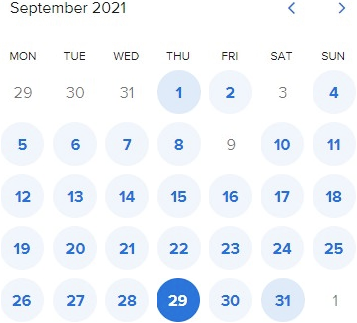 September 2021
MON TUE WED THU FRI SAT SUN
29 30 31 1 2 3 4
5 6 7 8 9 10 11
12 13 14 15 16 17 18
19 20 21 22 23 24 25
26 27 28 29 30 31 1